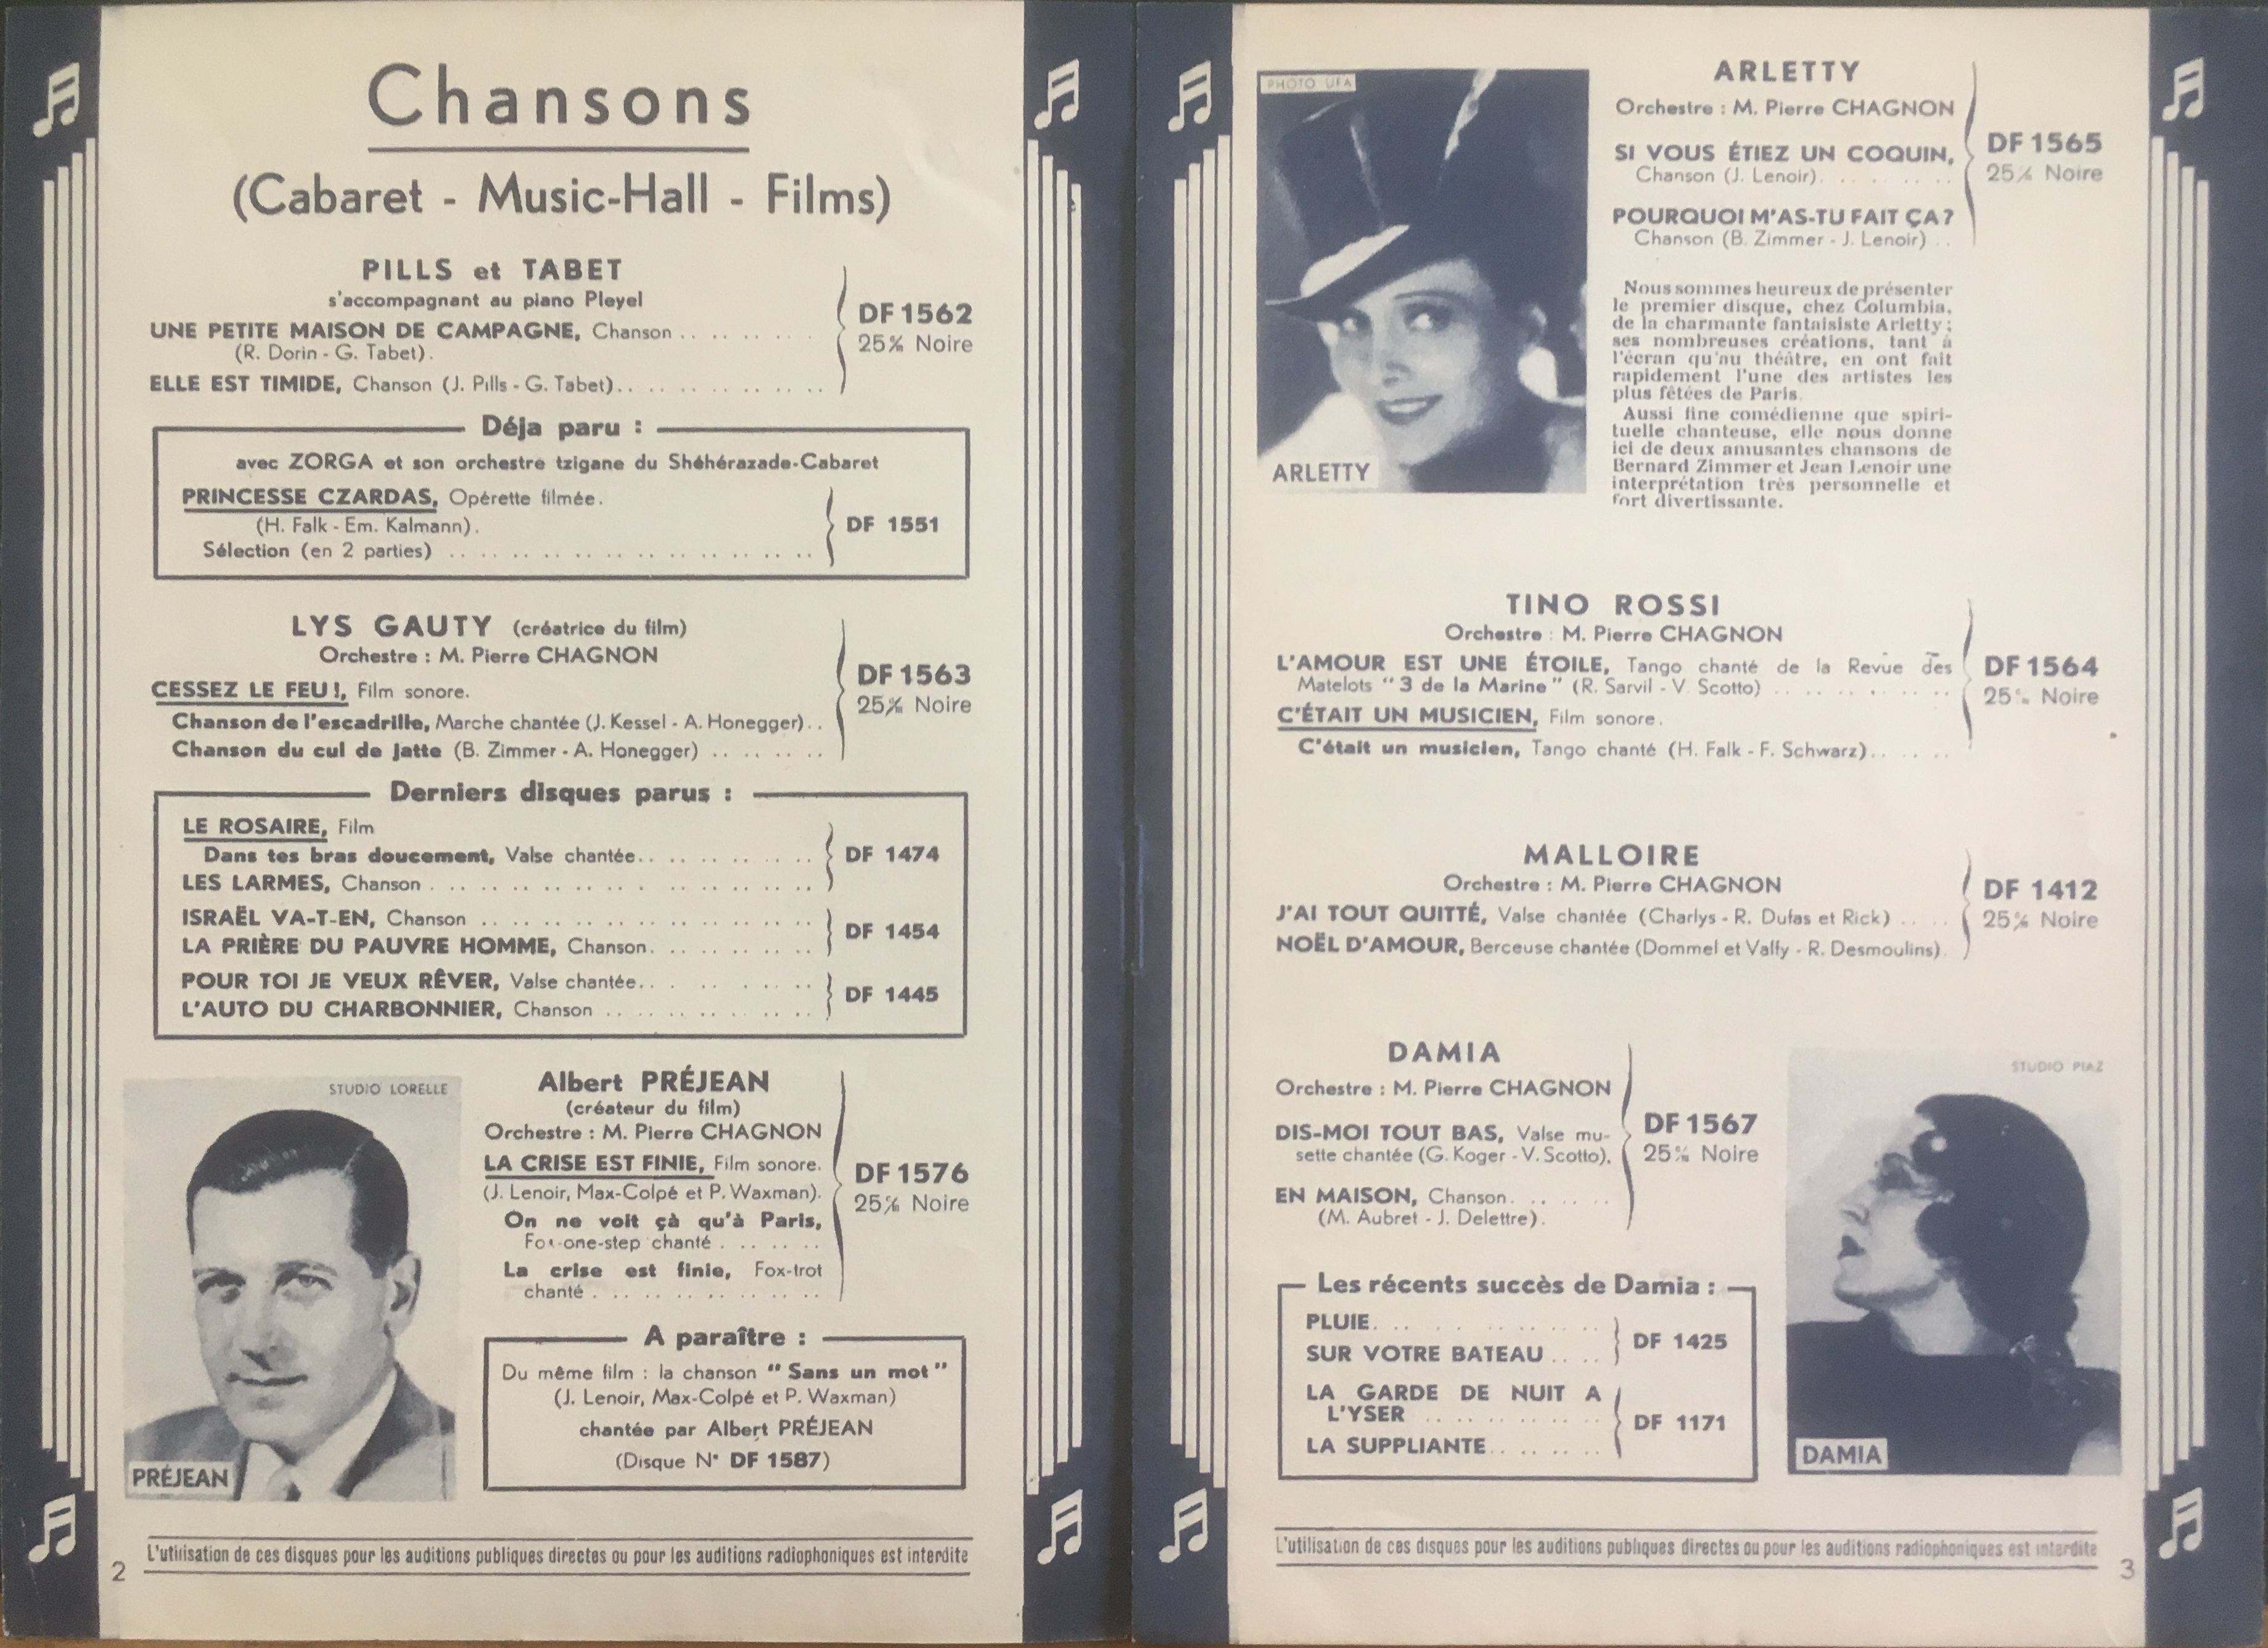 Chansons
(Cabaret - Music-Hall - Films)
PILLS et TABET
s'accompagnant au piano Pleyel
UNE PETITE MAISON DE CAMPAGNE, Chanson
(R. Dorin - G. Tabet).
ELLE EST TIMIDE, Chanson (J. Pills - G. Tabet)
DF 1562
25% Noire
Déja paru :
avec ZORGA et son orchestre tzigane du Shéhérazade-Cabaret
PRINCESSE CZARDAS, Opérette filmée.
(H. Falk - Em. Kalmann).
Sélection (en 2 parties)
DF 1551
LYS GAUTY (créatrice du film)
Orchestre : M. Pierre CHAGNON
CESSEZ LE FEU !, Film sonore.
Chanson de l'escadrille, Marche chantée (J. Kessel - A. Honegger)
Chanson du cul de jatte (B. Zimmer - A. Honegger)
DF 1563
25% Noire
Derniers disques parus :
LE ROSAIRE, Film
Dans tes bras doucement, Valse chantée
LES LARMES, Chanson
DF 1474
ISRAËL VA-T-EN, Chanson
LA PRIÈRE DU PAUVRE HOMME, Chanson
DF 1454
POUR TOI JE VEUX RÊVER, Valse chantée
L'AUTO DU CHARBONNIER, Chanson
DF 1445
STUDIO LORELLE
PRÉJEAN
Albert PRÉJEAN
(créateur du film)
Orchestre : M. Pierre CHAGNON
LA CRISE EST FINIE, Film sonore.
(J. Lenoir, Max-Colpé et P. Waxman).
On ne voit çà qu'à Paris,
Fox-one-step chanté
La crise est finie, Fox-trot
chanté
DF 1576
25% Noire
A paraître :
Du même film : la chanson " Sans un mot "
(J. Lenoir, Max-Colpé et P. Waxman)
chantée par Albert PRÉJEAN
(Disque N° DF 1587)
L'utilisation de ces disques pour les auditions publiques directes ou pour les auditions radiophoniques est interdite
2
PHOTO UFA
ARLETTY
ARLETTY
Orchestre : M. Pierre CHAGNON
SI VOUS ÉTIEZ UN COQUIN,
Chanson (J. Lenoir)
POURQUOI M'AS-TU FAIT ÇA ?
Chanson (B. Zimmer - J. Lenoir)
DF 1565
25% Noire
Nous sommes heureux de présenter
le premier disque, chez Columbia,
de la charmante fantaisiste Arletty ;
ses nombreuses créations, tant à
l'écran qu'au théâtre, en ont fait
rapidement l'une des artistes les
plus fêtées de Paris.
Aussi fine comédienne que spiri-
tuelle chanteuse, elle nous donne
ici de deux amusantes chansons de
Bernard Zimmer et Jean Lenoir une
interprétation très personnelle et
fort divertissante.
TINO ROSSI
Orchestre : M. Pierre CHAGNON
L'AMOUR EST UNE ÉTOILE, Tango chanté de la Revue des
Matelots " 3 de la Marine " (R. Sarvil - V. Scotto)
C'ÉTAIT UN MUSICIEN, Film sonore.
C'était un musicien, Tango chanté (H. Falk - F. Schwarz)
DF 1564
25% Noire
MALLOIRE
Orchestre : M. Pierre CHAGNON
J'AI TOUT QUITTÉ, Valse chantée (Charlys - R. Dufas et Rick)
NOËL D'AMOUR, Berceuse chantée (Dommel et Valfy - R. Desmoulins).
DF 1412
25% Noire
DAMIA
Orchestre : M. Pierre CHAGNON
DIS-MOI TOUT BAS, Valse mu-
sette chantée (G. Koger - V. Scotto).
EN MAISON, Chanson
(M. Aubret - J. Delettre).
DF 1567
25% Noire
STUDIO PIAZ
DAMIA
Les récents succès de Damia :
PLUIE
SUR VOTRE BATEAU
DF 1425
LA GARDE DE NUIT A
L'YSER
LA SUPPLIANTE
DF 1171
L'utilisation de ces disques pour les auditions publiques directes ou pour les auditions radiophoniques est interdite
3